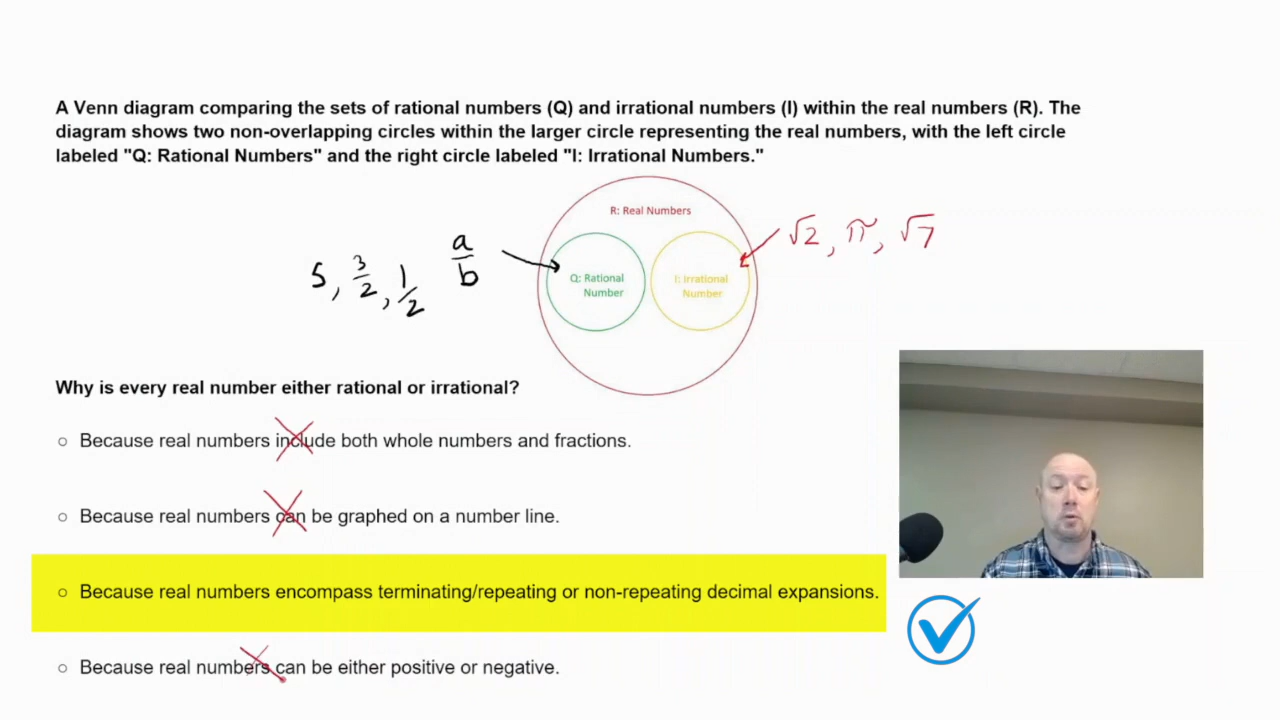 A Venn diagram comparing the sets of rational numbers (Q) and irrational numbers (I) within the real numbers (R). The
diagram shows two non-overlapping circles within the larger circle representing the real numbers, with the left circle
labeled "Q: Rational Numbers" and the right circle labeled "I: Irrational Numbers."
R: Real Numbers
√2, π, √7
5, 3/2, 1/2
a/b
Q: Rational
Number
I: Irrational
Number
Why is every real number either rational or irrational?
Because real numbers include both whole numbers and fractions.
Because real numbers can be graphed on a number line.
Because real numbers encompass terminating/repeating or non-repeating decimal expansions.
Because real numbers can be either positive or negative.